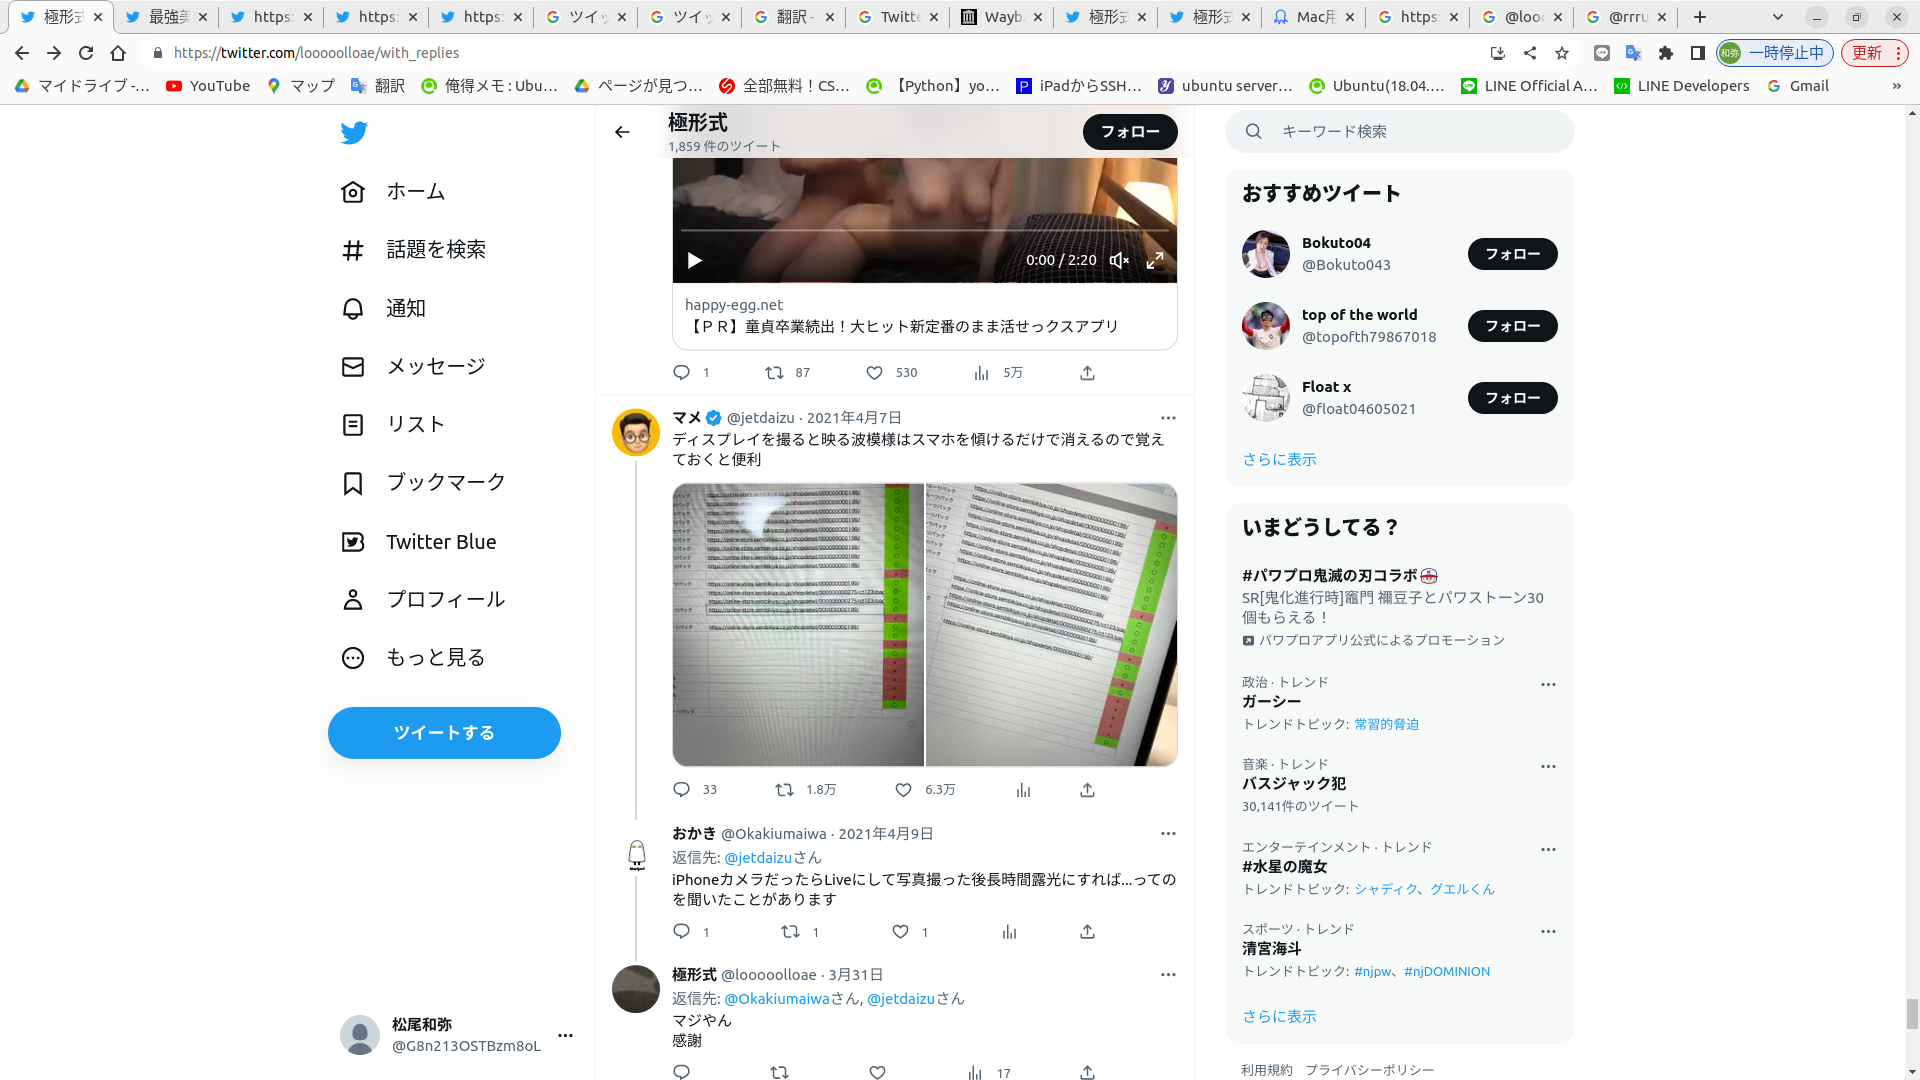 極形式
最強美
https:
https:
https:
ツイッ
ツイッ
翻訳 -
Twitte
Wayba
極形式
極形式
Mac用
https:
@looo
@rrru
https://twitter.com/looooolloae/with_replies
和弥
一時停止中
更新
マイドライブ -...
YouTube
マップ
翻訳
俺得メモ : Ubu...
ページが見つ...
全部無料！CS...
【Python】yo...
iPadからSSH...
ubuntu server...
Ubuntu(18.04....
LINE Official A...
LINE Developers
Gmail
»
ホーム
話題を検索
通知
メッセージ
リスト
ブックマーク
Twitter Blue
プロフィール
もっと見る
ツイートする
松尾和弥
@G8n213OSTBzm8oL
極形式
1,859 件のツイート
フォロー
0:00 / 2:20
happy-egg.net
【ＰＲ】童貞卒業続出！大ヒット新定番のまま活せっクスアプリ
1 87 530 5万
マメ @jetdaizu · 2021年4月7日
ディスプレイを撮ると映る波模様はスマホを傾けるだけで消えるので覚え
ておくと便利
33 1.8万 6.3万
おかき @Okakiumaiwa · 2021年4月9日
返信先: @jetdaizuさん
iPhoneカメラだったらLiveにして写真撮った後長時間露光にすれば...っての
を聞いたことがあります
1 1 1
極形式 @looooolloae · 3月31日
返信先: @Okakiumaiwaさん, @jetdaizuさん
マジやん
感謝
17
キーワード検索
おすすめツイート
Bokuto04
@Bokuto043
フォロー
top of the world
@topofth79867018
フォロー
Float x
@float04605021
フォロー
さらに表示
いまどうしてる？
#パワプロ鬼滅の刃コラボ
SR[鬼化進行時]竈門 禰豆子とパワストーン30
個もらえる！
パワプロアプリ公式によるプロモーション
政治 · トレンド
ガーシー
トレンドトピック: 常習的脅迫
音楽 · トレンド
バスジャック犯
30,141件のツイート
エンターテインメント · トレンド
#水星の魔女
トレンドトピック: シャディク、グエルくん
スポーツ · トレンド
清宮海斗
トレンドトピック: #njpw、#njDOMINION
さらに表示
利用規約 プライバシーポリシー